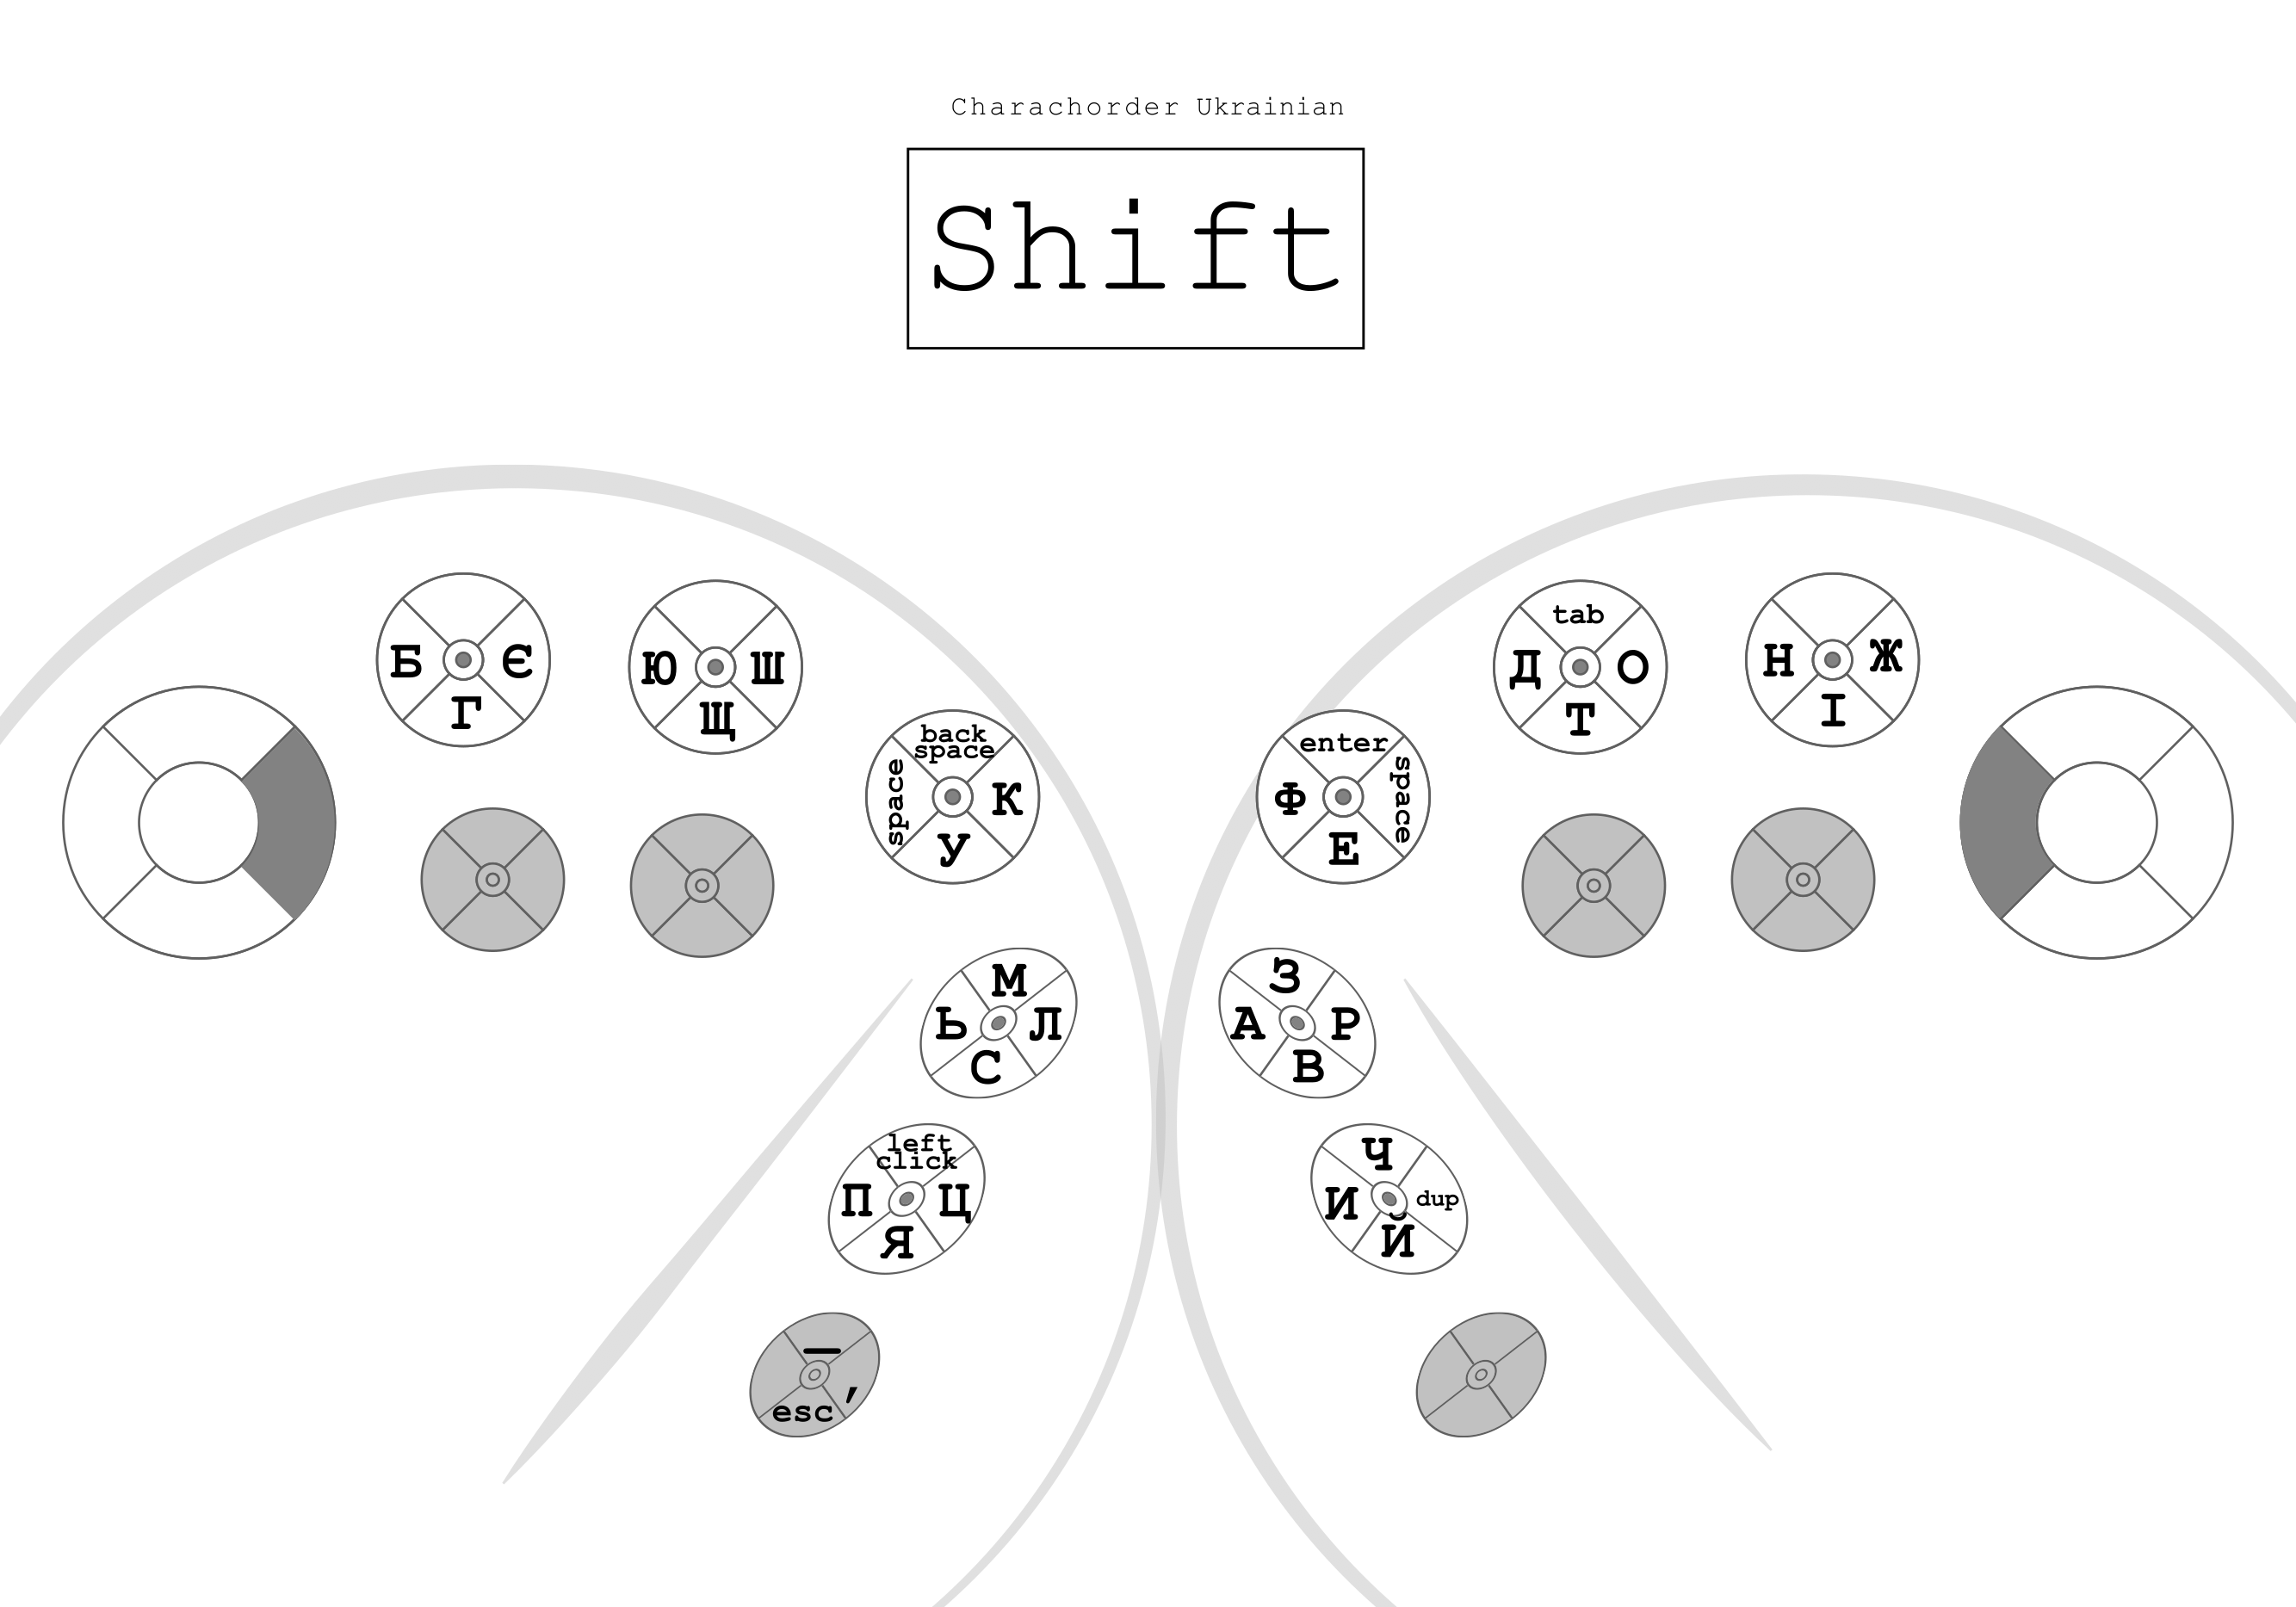 Charachorder Ukrainian
Shift
Б Є
Г
Ю Ш
Щ
back
space
space К
У
enter
Ф space
Е
tab
Д О
Т
Н Ж
І
М
Ь Л
С
З
А Р
В
left
click
П Ц
Я
Ч
И dup
Й
_
esc '